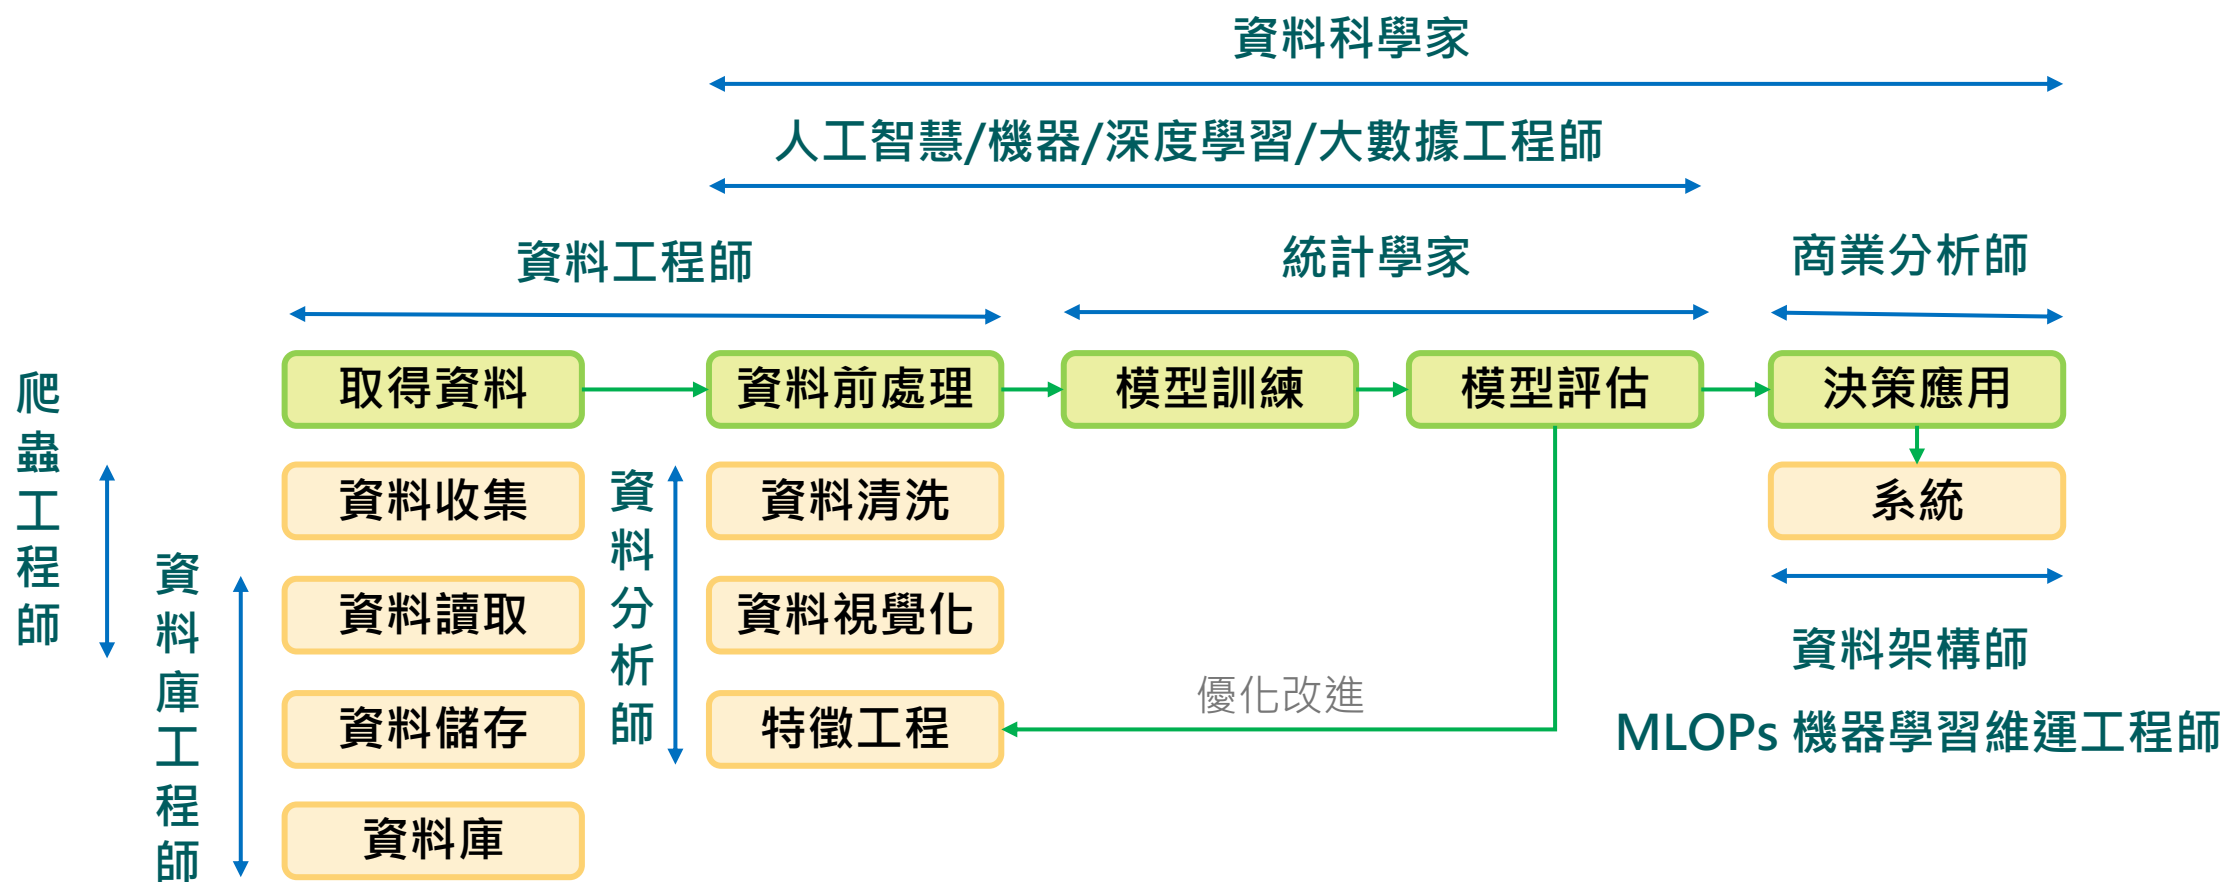 資料科學家
人工智慧/機器/深度學習/大數據工程師
資料工程師
統計學家
商業分析師
取得資料
資料前處理
模型訓練
模型評估
決策應用
爬蟲工程師
資料收集
資料分析師
資料清洗
系統
資料庫工程師
資料讀取
資料視覺化
資料架構師
資料儲存
特徵工程
優化改進
MLOPs 機器學習維運工程師
資料庫